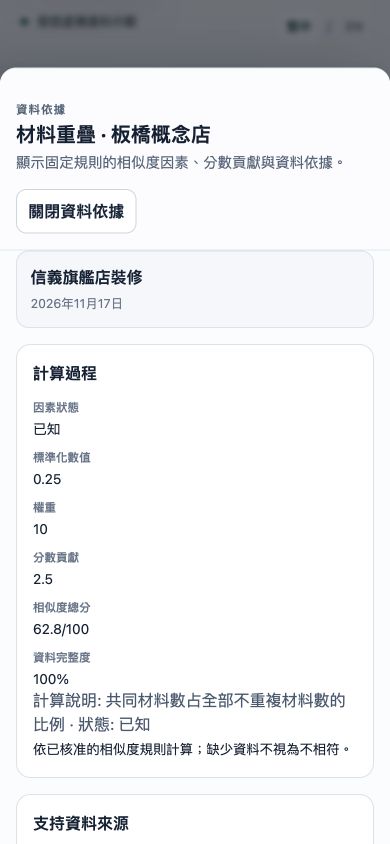 資料依據
材料重疊 · 板橋概念店
顯示固定規則的相似度因素、分數貢獻與資料依據。
關閉資料依據
信義旗艦店裝修
2026年11月17日
計算過程
因素狀態
已知
標準化數值
0.25
權重
10
分數貢獻
2.5
相似度總分
62.8/100
資料完整度
100%
計算說明: 共同材料數占全部不重複材料數的
比例 · 狀態: 已知
依已核准的相似度規則計算；缺少資料不視為不相符。
支持資料來源